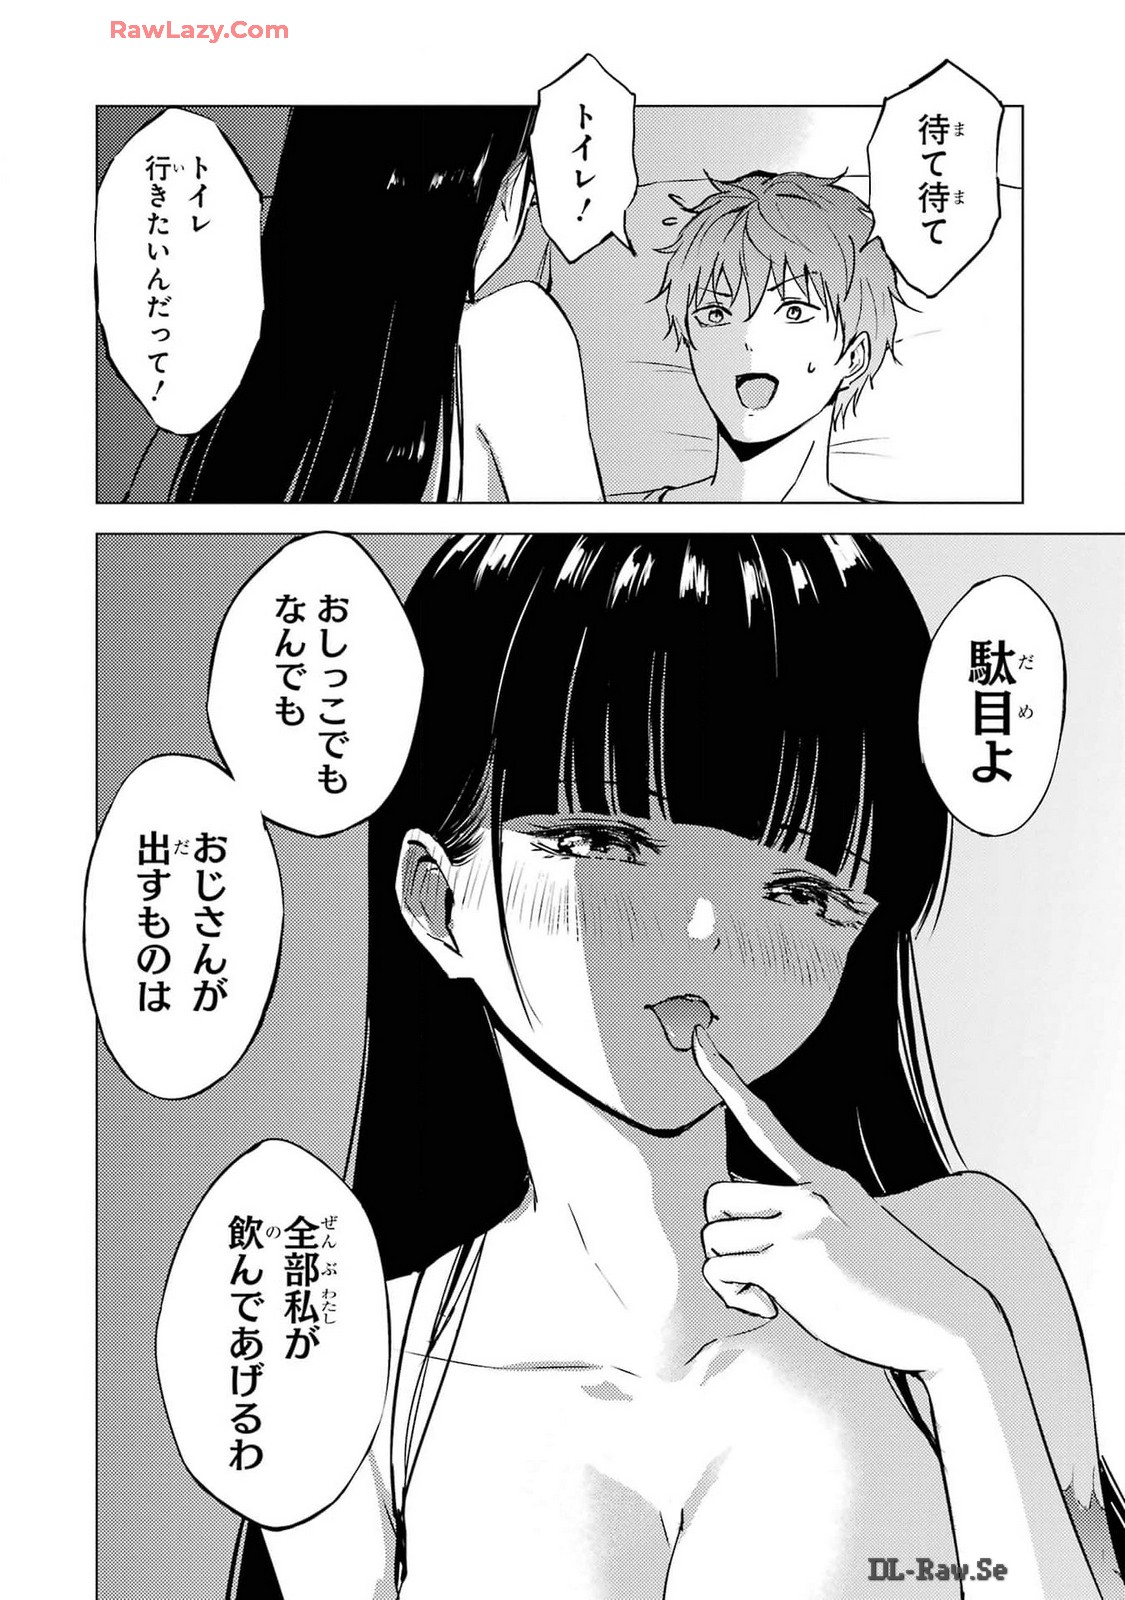 RawLazy.Com
待て待て
トイレ！
トイレ
行きたいんだって！
駄目よ
おしっこでも
なんでも
おじさんが
出すものは
全部私が
飲んであげるわ
DL-Raw.Se